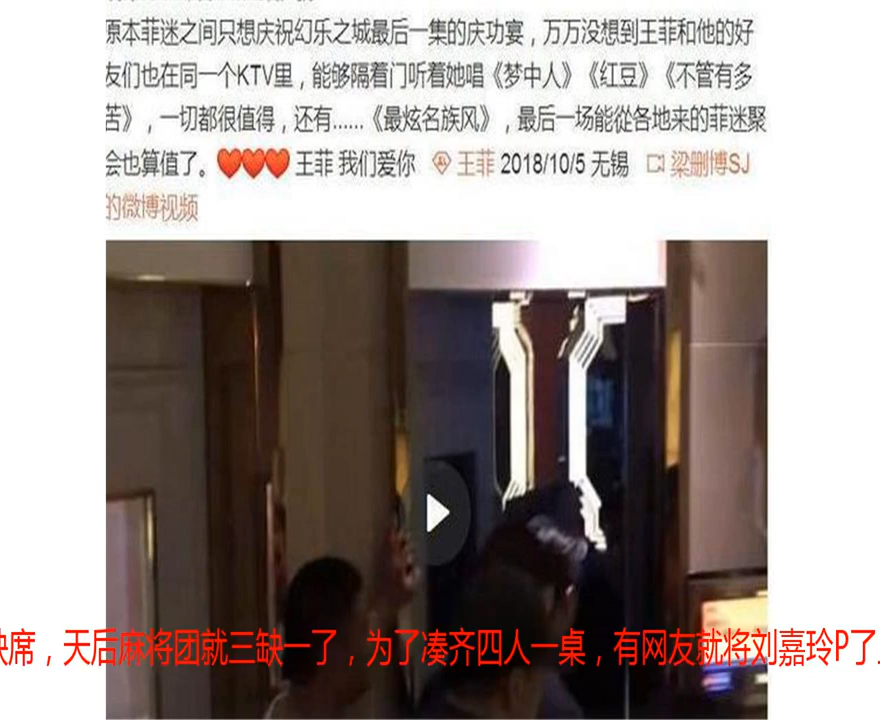 原本菲迷之间只想庆祝幻乐之城最后一集的庆功宴，万万没想到王菲和他的好
友们也在同一个KTV里，能够隔着门听着她唱《梦中人》《红豆》《不管有多
苦》，一切都很值得，还有......《最炫名族风》，最后一场能從各地来的菲迷聚
会也算值了。❤❤❤ 王菲 我们爱你 王菲 2018/10/5 无锡 梁删博SJ
的微博视频
席，天后麻将团就三缺一了，为了凑齐四人一桌，有网友就将刘嘉玲P了